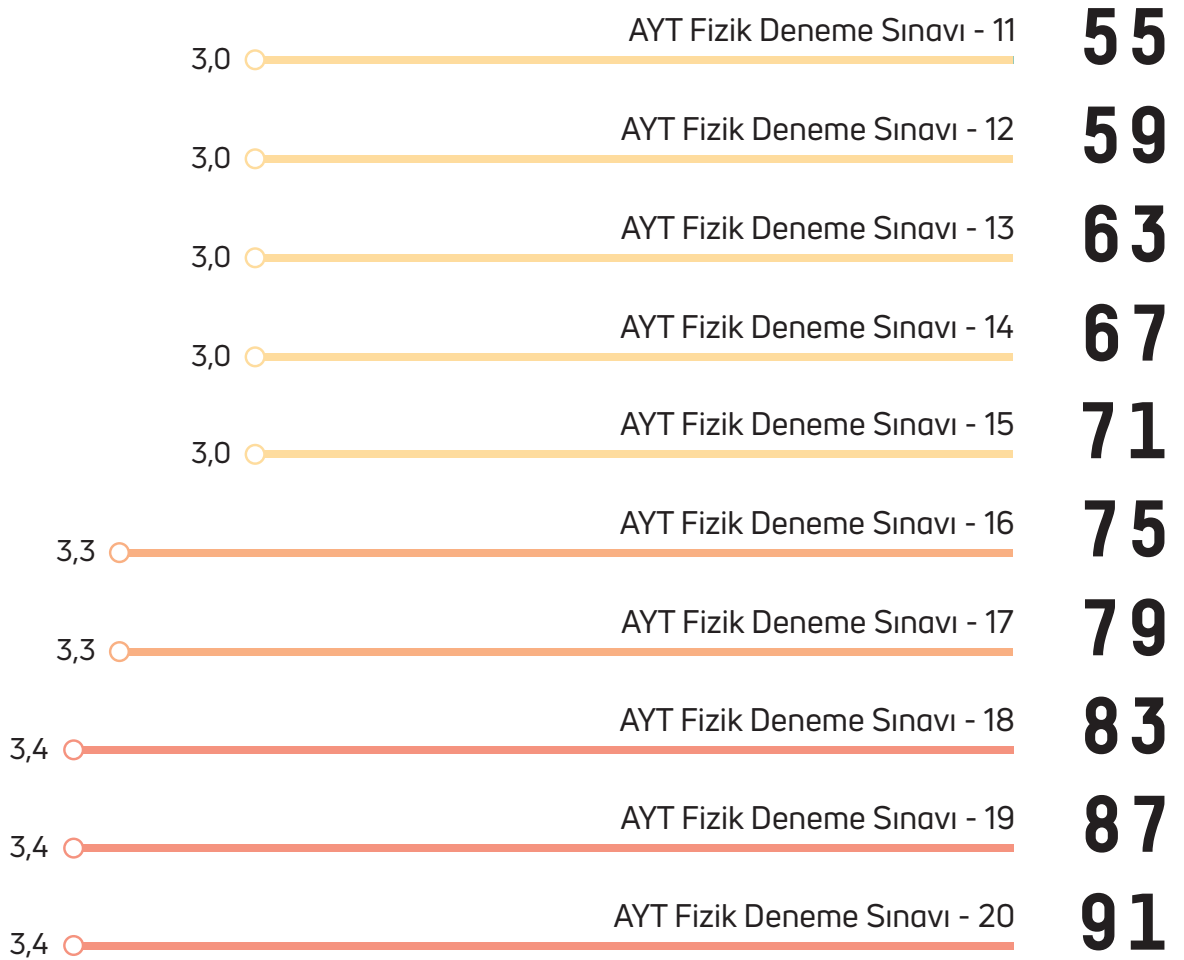 AYT Fizik Deneme Sınavı - 11 55
3,0
AYT Fizik Deneme Sınavı - 12 59
3,0
AYT Fizik Deneme Sınavı - 13 63
3,0
AYT Fizik Deneme Sınavı - 14 67
3,0
AYT Fizik Deneme Sınavı - 15 71
3,0
AYT Fizik Deneme Sınavı - 16 75
3,3
AYT Fizik Deneme Sınavı - 17 79
3,3
AYT Fizik Deneme Sınavı - 18 83
3,4
AYT Fizik Deneme Sınavı - 19 87
3,4
AYT Fizik Deneme Sınavı - 20 91
3,4